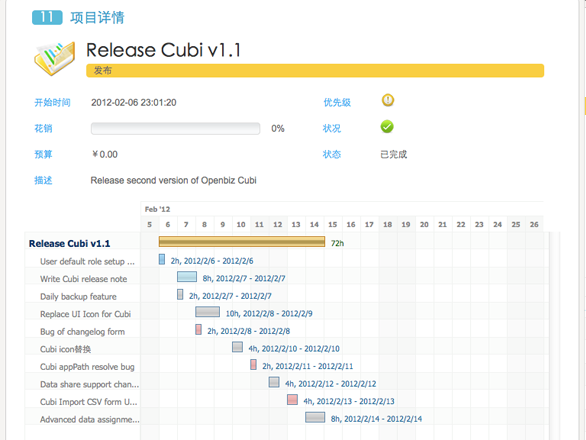 11 项目详情
Release Cubi v1.1
发布
开始时间 2012-02-06 23:01:20 优先级
花销 0% 状况
预算 ￥0.00 状态 已完成
描述 Release second version of Openbiz Cubi
Feb '12
5 6 7 8 9 10 11 12 13 14 15 16 17 18 19 20 21 22 23 24 25 26
Release Cubi v1.1 72h
User default role setup ... 2h, 2012/2/6 - 2012/2/6
Write Cubi release note 8h, 2012/2/7 - 2012/2/7
Daily backup feature 2h, 2012/2/7 - 2012/2/7
Replace UI Icon for Cubi 10h, 2012/2/8 - 2012/2/9
Bug of changelog form 2h, 2012/2/8 - 2012/2/8
Cubi icon替换 4h, 2012/2/10 - 2012/2/10
Cubi appPath resolve bug 2h, 2012/2/11 - 2012/2/11
Data share support chan... 4h, 2012/2/12 - 2012/2/12
Cubi Import CSV form U... 4h, 2012/2/13 - 2012/2/13
Advanced data assignme... 8h, 2012/2/14 - 2012/2/14